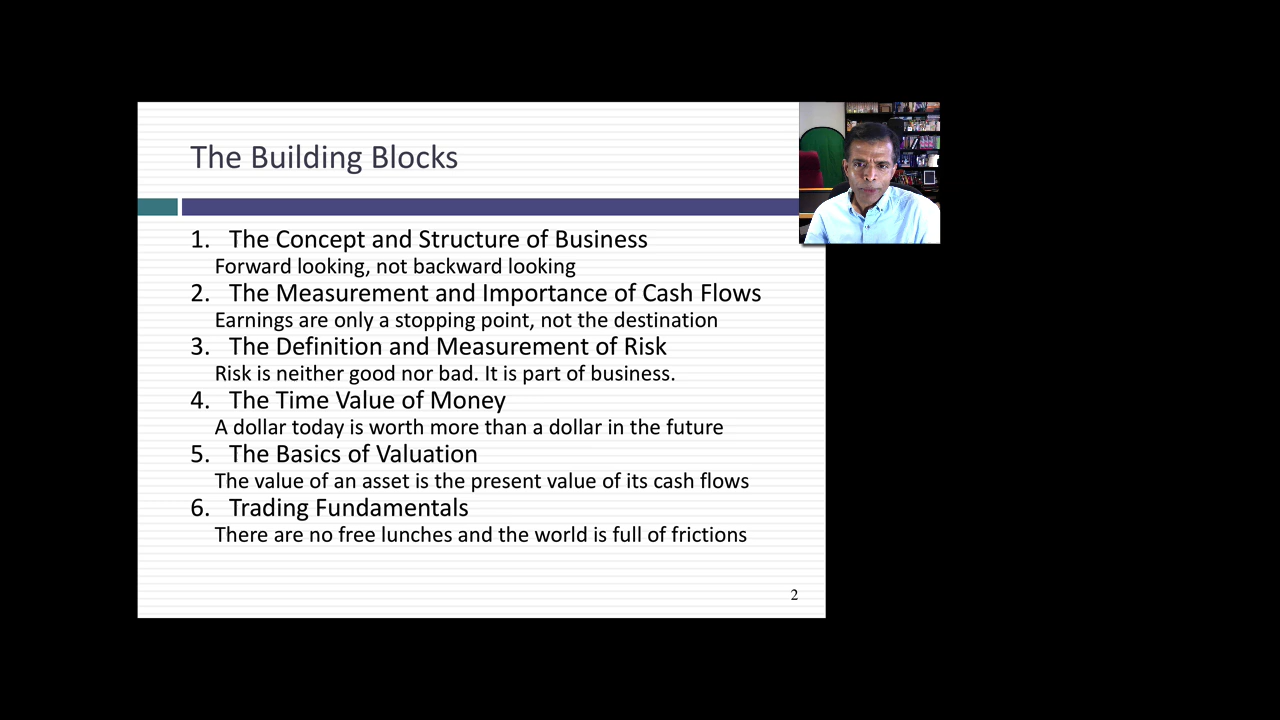 The Building Blocks
1. The Concept and Structure of Business
Forward looking, not backward looking
2. The Measurement and Importance of Cash Flows
Earnings are only a stopping point, not the destination
3. The Definition and Measurement of Risk
Risk is neither good nor bad. It is part of business.
4. The Time Value of Money
A dollar today is worth more than a dollar in the future
5. The Basics of Valuation
The value of an asset is the present value of its cash flows
6. Trading Fundamentals
There are no free lunches and the world is full of frictions
2